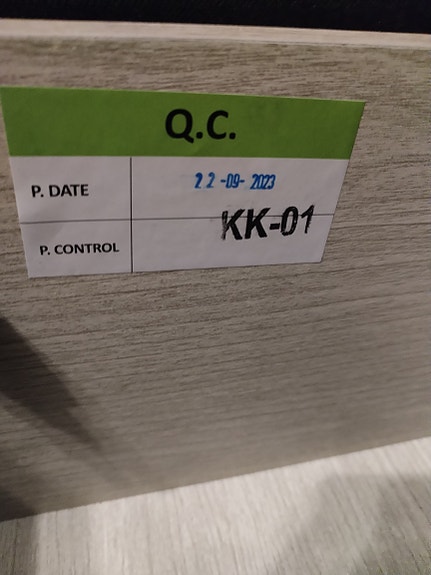 Q.C.
P. DATE 22-09-2023
P. CONTROL KK-01